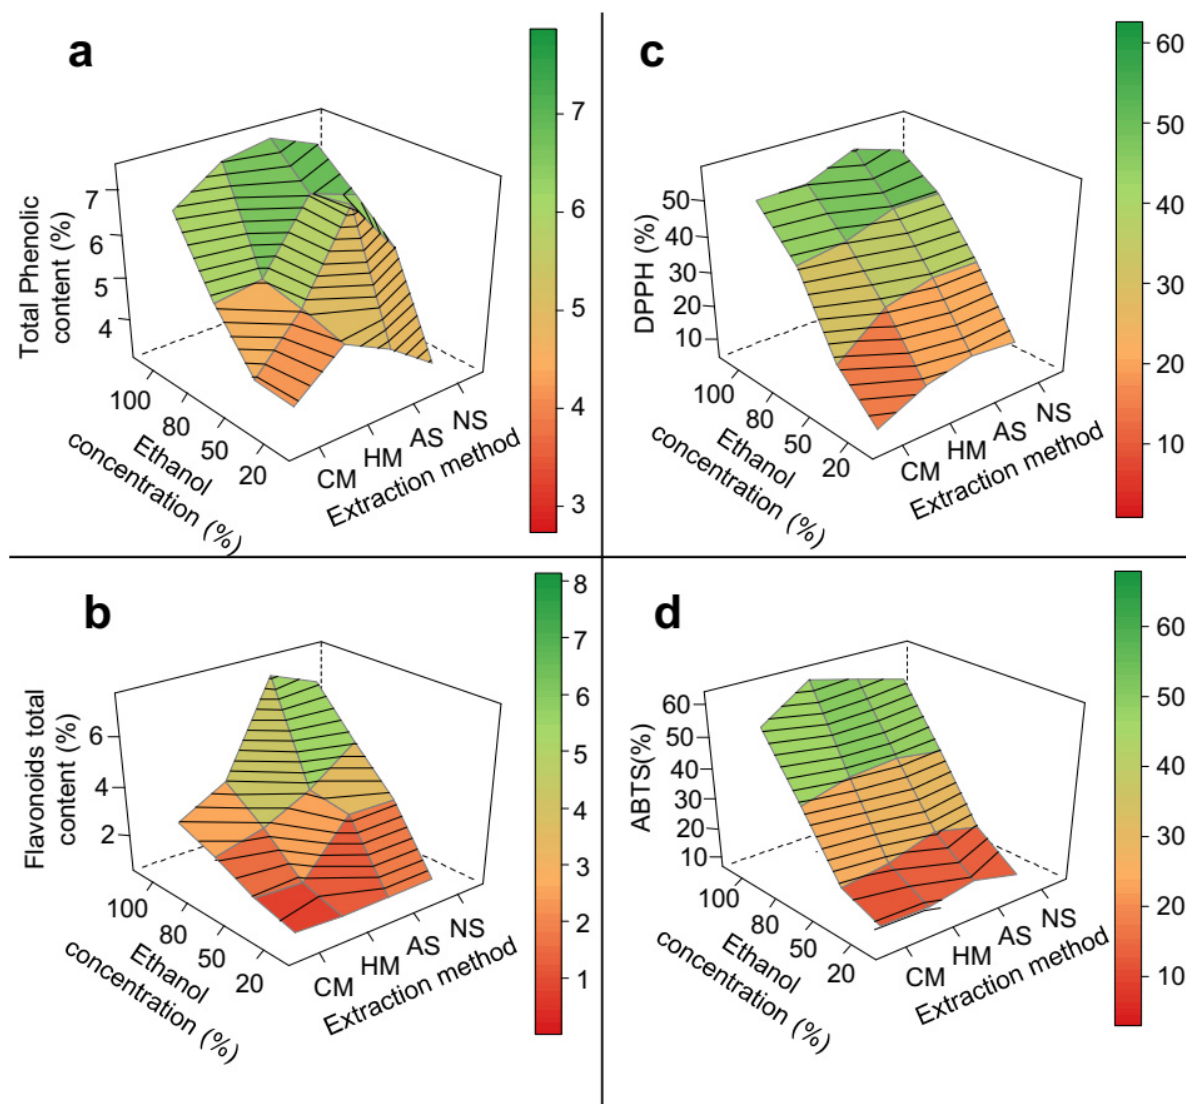 a
7
6
5
4
Total Phenolic
content (%)
100
80
50
20
Ethanol
concentration (%)
CM
HM
AS
NS
Extraction method
7
6
5
4
3
c
50
40
30
20
10
DPPH (%)
100
80
50
20
Ethanol
concentration (%)
CM
HM
AS
NS
Extraction method
60
50
40
30
20
10
b
6
4
2
Flavonoids total
content (%)
100
80
50
20
Ethanol
concentration (%)
CM
HM
AS
NS
Extraction method
8
7
6
5
4
3
2
1
d
60
50
40
30
20
10
ABTS(%)
100
80
50
20
Ethanol
concentration (%)
CM
HM
AS
NS
Extraction method
60
50
40
30
20
10